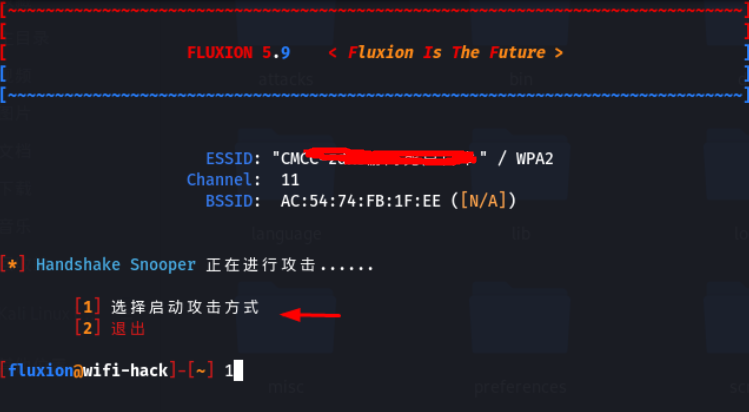 FLUXION 5.9 < Fluxion Is The Future >
attacks
bin
ESSID: "CMCC " / WPA2
Channel: 11
BSSID: AC:54:74:FB:1F:EE ([N/A])
language
lib
[*] Handshake Snooper 正在进行攻击......
[1] 选择启动攻击方式
[2] 退出
[fluxion@wifi-hack]-[~] 1
misc
preferences